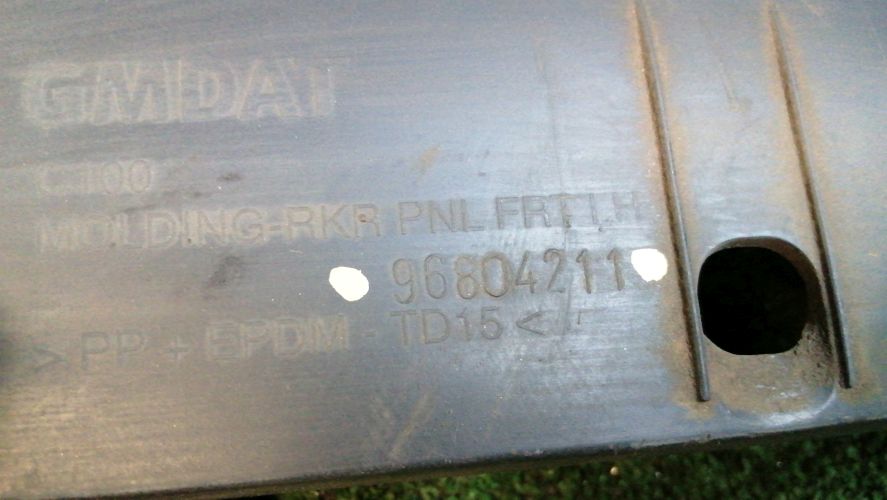 GMDAT
C100
MOLDING-RKR PNL FRT LH
96804211
>PP + EPDM - TD15<